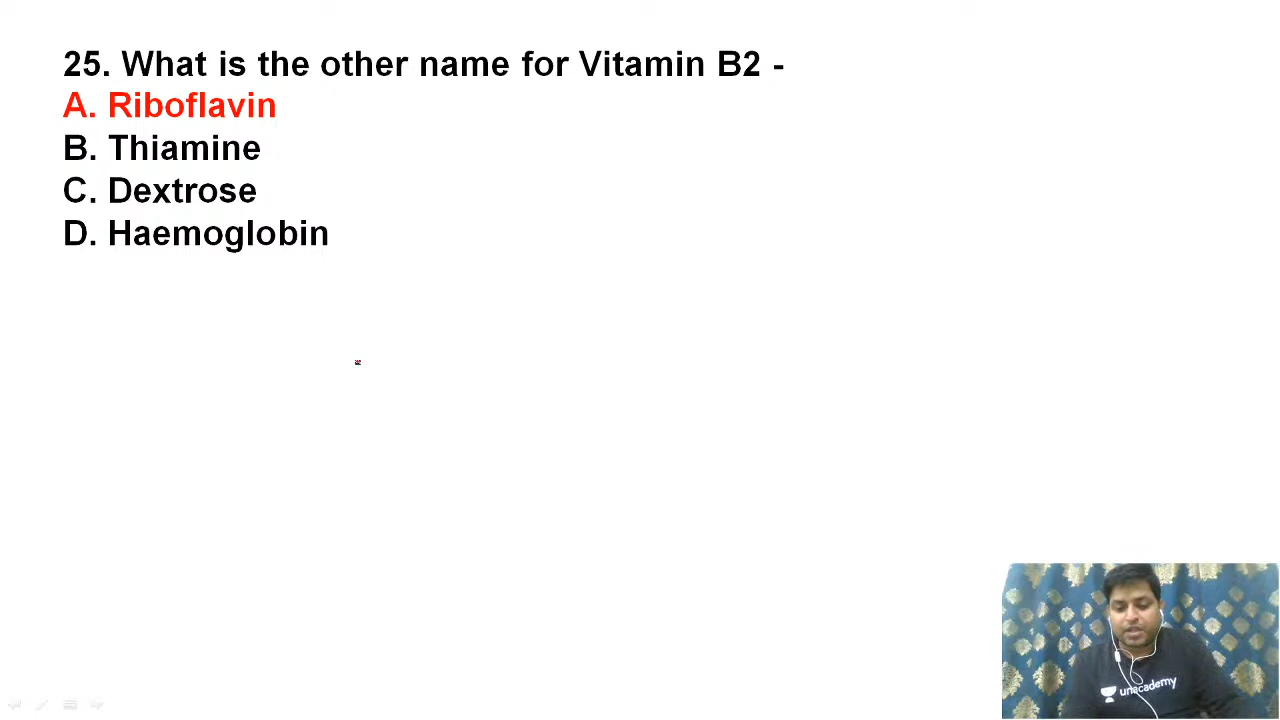 25. What is the other name for Vitamin B2 -
A. Riboflavin
B. Thiamine
C. Dextrose
D. Haemoglobin
unacademy